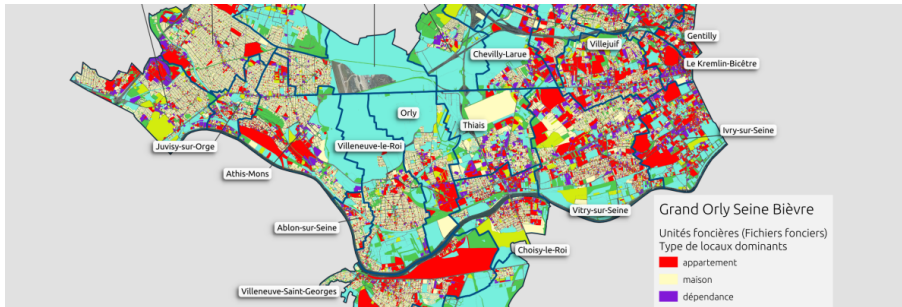 Gentilly
Villejuif
Chevilly-Larue
Le Kremlin-Bicêtre
Orly
Thiais
Ivry-sur-Seine
Juvisy-sur-Orge
Villeneuve-le-Roi
Athis-Mons
Vitry-sur-Seine
Ablon-sur-Seine
Choisy-le-Roi
Villeneuve-Saint-Georges
Grand Orly Seine Bièvre
Unités foncières (Fichiers fonciers)
Type de locaux dominants
appartement
maison
dépendance